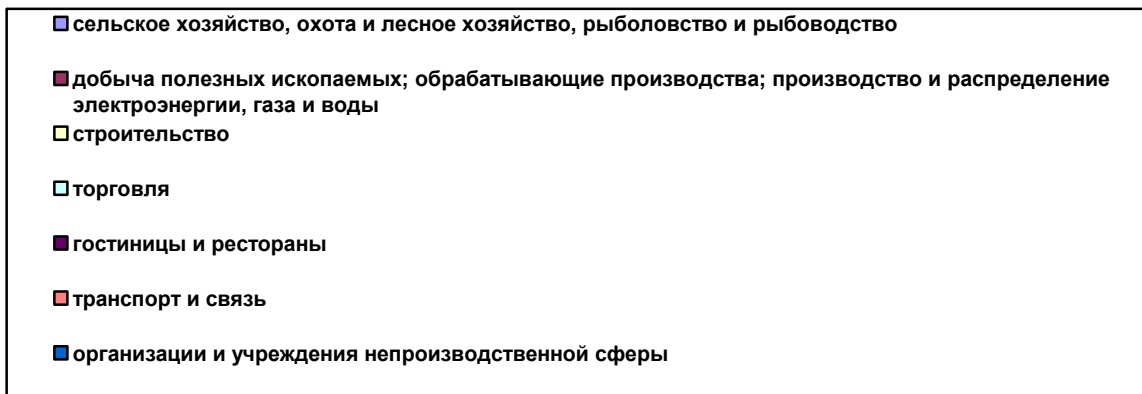 сельское хозяйство, охота и лесное хозяйство, рыболовство и рыбоводство
добыча полезных ископаемых; обрабатывающие производства; производство и распределение
электроэнергии, газа и воды
строительство
торговля
гостиницы и рестораны
транспорт и связь
организации и учреждения непроизводственной сферы